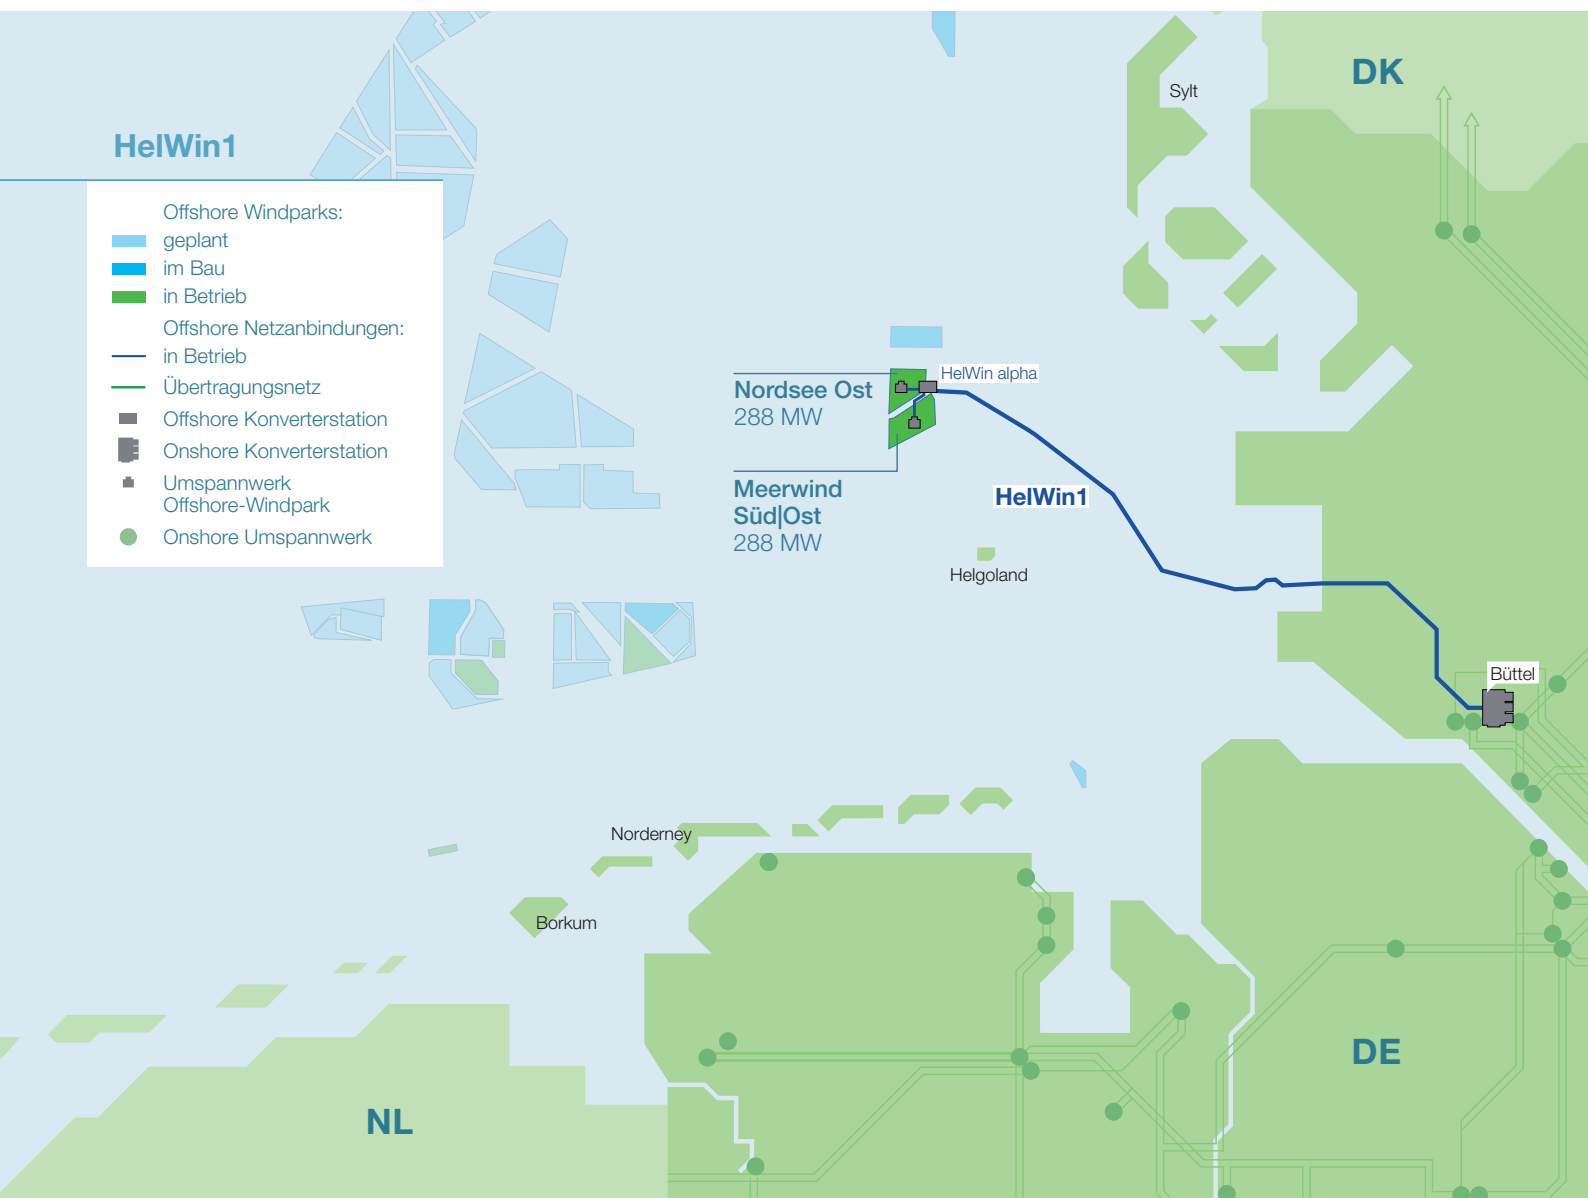 DK
Sylt
HelWin1
Offshore Windparks:
geplant
im Bau
in Betrieb
Offshore Netzanbindungen:
in Betrieb
Übertragungsnetz
Offshore Konverterstation
Onshore Konverterstation
Umspannwerk
Offshore-Windpark
Onshore Umspannwerk
HelWin alpha
Nordsee Ost
288 MW
Meerwind
Süd|Ost
288 MW
HelWin1
Helgoland
Büttel
Norderney
Borkum
DE
NL